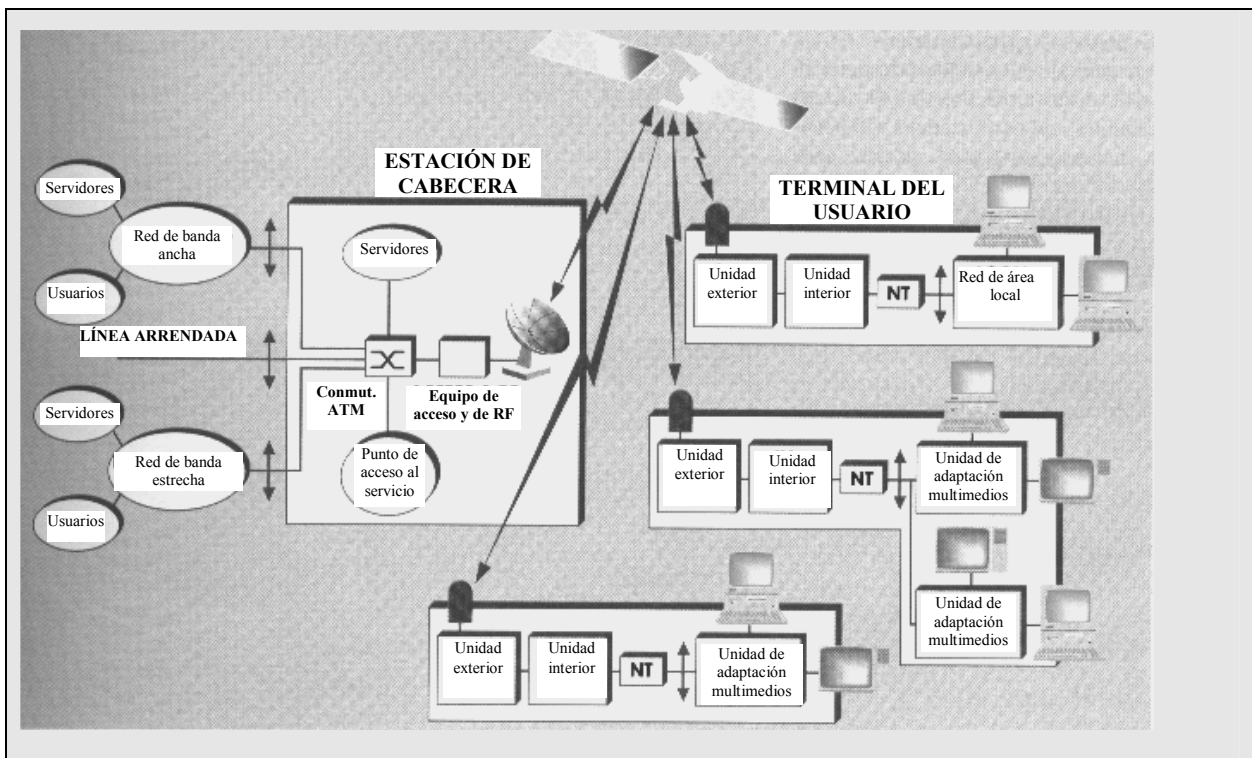 ESTACIÓN DE
CABECERA
Servidores
Red de banda
ancha
Usuarios
LÍNEA ARRENDADA
Servidores
Red de banda
estrecha
Usuarios
Servidores
Conmut.
ATM
Equipo de
acceso y de RF
Punto de
acceso al
servicio
TERMINAL DEL
USUARIO
Unidad
exterior
Unidad
interior
NT
Red de área
local
Unidad
exterior
Unidad
interior
NT
Unidad de
adaptación
multimedios
Unidad de
adaptación
multimedios
Unidad
exterior
Unidad
interior
NT
Unidad de
adaptación
multimedios